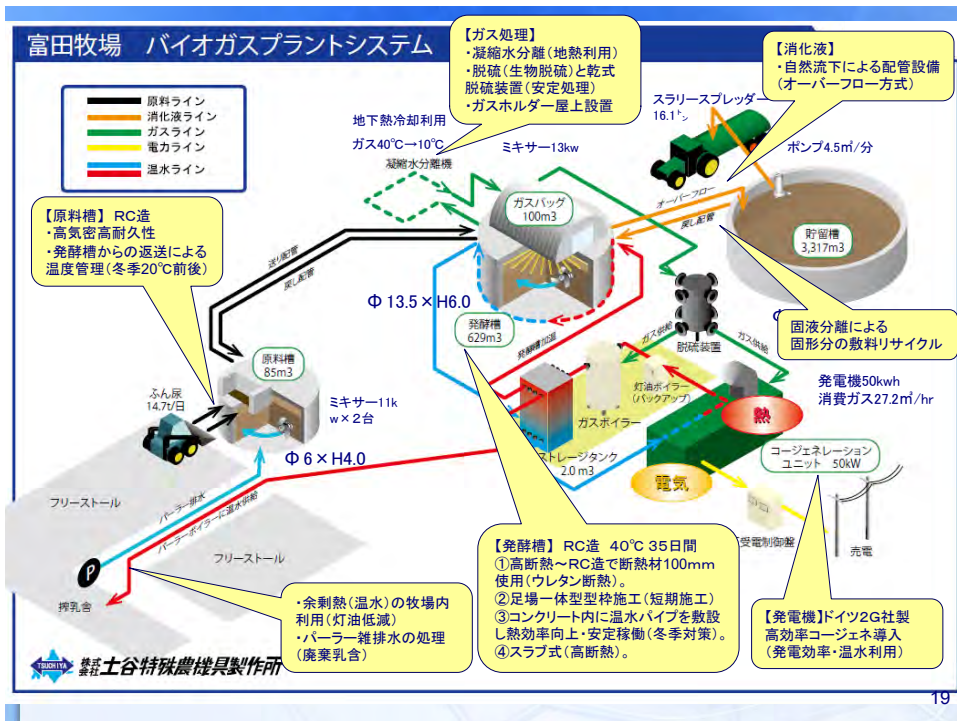 富田牧場　バイオガスプラントシステム
原料ライン
消化液ライン
ガスライン
電力ライン
温水ライン
【ガス処理】
・凝縮水分離(地熱利用)
・脱硫(生物脱硫)と乾式
脱硫装置(安定処理)
・ガスホルダー屋上設置
【消化液】
・自然流下による配管設備
(オーバーフロー方式)
地下熱冷却利用
ガス40℃→10℃
凝縮水分離機
ミキサー13kw
スラリースプレッダー
16.1㌧
ポンプ4.5㎥/分
【原料槽】 RC造
・高気密高耐久性
・発酵槽からの返送による
温度管理(冬季20℃前後)
ガスバッグ
100m3
オーバーフロー
戻し配管
貯留槽
3,317m3
送り配管
戻し配管
Φ 13.5×H6.0
Φ
発酵槽
629m3
発酵槽加温
ガス供給
脱硫装置
ガス供給
固液分離による
固形分の敷料リサイクル
原料槽
85m3
ふん尿
14.7t/日
ミキサー11k
w×2台
Φ 6×H4.0
灯油ボイラー
(バックアップ)
ガスボイラー
ストレージタンク
2.0 m3
発電機50kwh
消費ガス27.2㎥/hr
熱
電気
コージェネレーション
ユニット　50kW
フリーストール
パーラー排水
パーラーボイラーに温水供給
フリーストール
P
搾乳舎
受電制御盤
売電
・余剰熱(温水)の牧場内
利用(灯油低減)
・パーラー雑排水の処理
(廃棄乳含)
【発酵槽】 RC造 40℃ 35日間
①高断熱～RC造で断熱材100mm
使用(ウレタン断熱)。
②足場一体型型枠施工(短期施工)
③コンクリート内に温水パイプを敷設
し熱効率向上・安定稼働(冬季対策)。
④スラブ式(高断熱)。
【発電機】ドイツ2G社製
高効率コージェネ導入
(発電効率・温水利用)
TSUCHIYA 株式会社土谷特殊農機具製作所
19